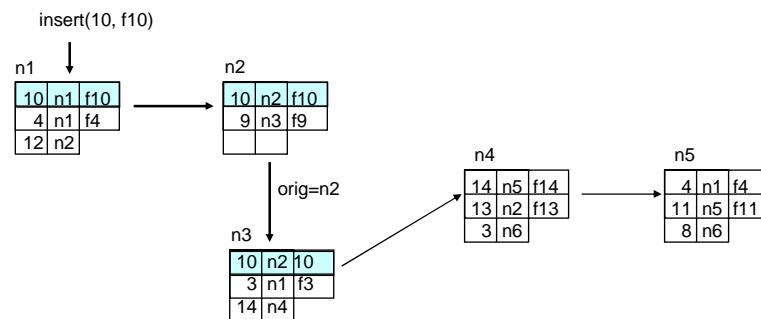 insert(10, f10)
n1
10 n1 f10
4 n1 f4
12 n2
n2
10 n2 f10
9 n3 f9
orig=n2
n3
10 n2 10
3 n1 f3
14 n4
n4
14 n5 f14
13 n2 f13
3 n6
n5
4 n1 f4
11 n5 f11
8 n6